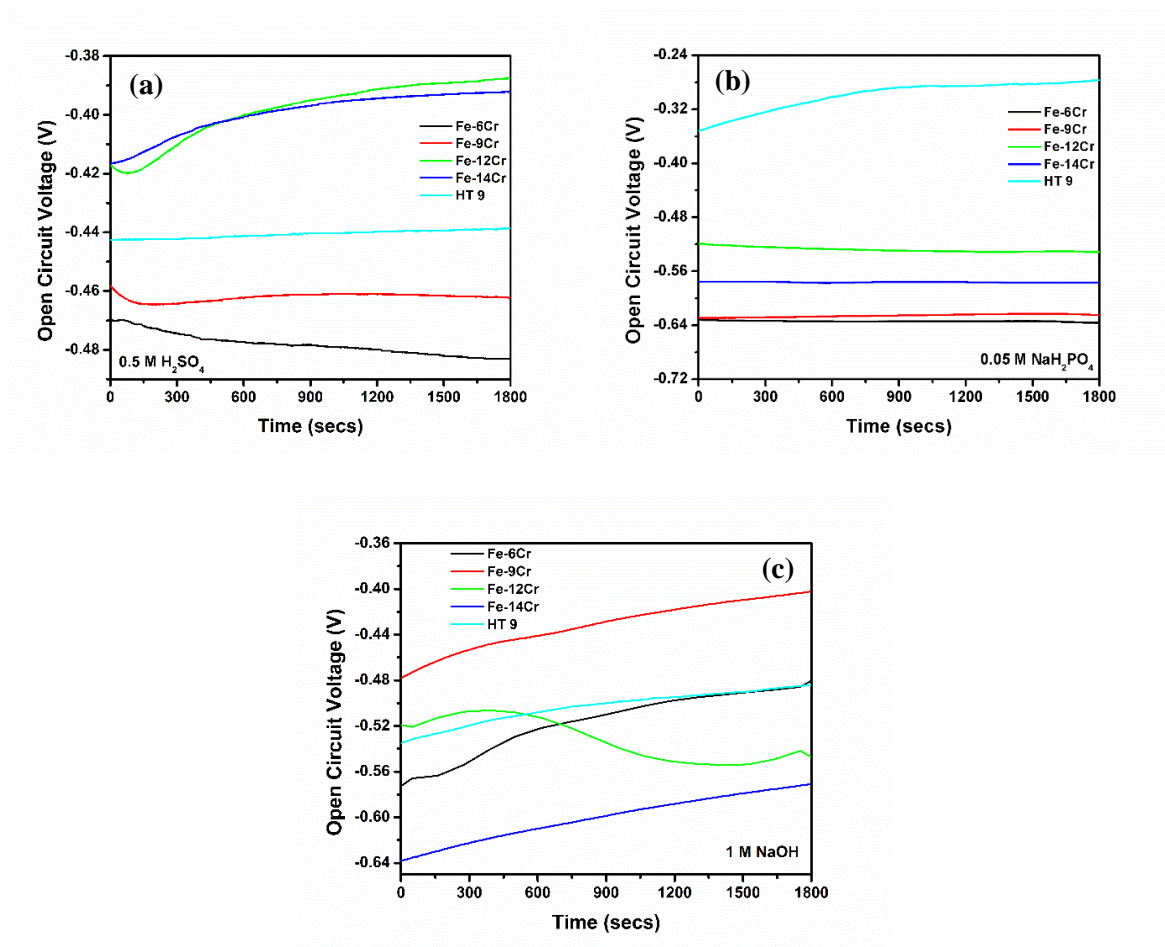 (a)
-0.38
-0.40
-0.42
-0.44
-0.46
-0.48
Open Circuit Voltage (V)
Fe-6Cr
Fe-9Cr
Fe-12Cr
Fe-14Cr
HT 9
0.5 M H₂SO₄
0 300 600 900 1200 1500 1800
Time (secs)
(b)
-0.24
-0.32
-0.40
-0.48
-0.56
-0.64
-0.72
Open Circuit Voltage (V)
Fe-6Cr
Fe-9Cr
Fe-12Cr
Fe-14Cr
HT 9
0.05 M NaH₂PO₄
0 300 600 900 1200 1500 1800
Time (secs)
(c)
-0.36
-0.40
-0.44
-0.48
-0.52
-0.56
-0.60
-0.64
Open Circuit Voltage (V)
Fe-6Cr
Fe-9Cr
Fe-12Cr
Fe-14Cr
HT 9
1 M NaOH
0 300 600 900 1200 1500 1800
Time (secs)